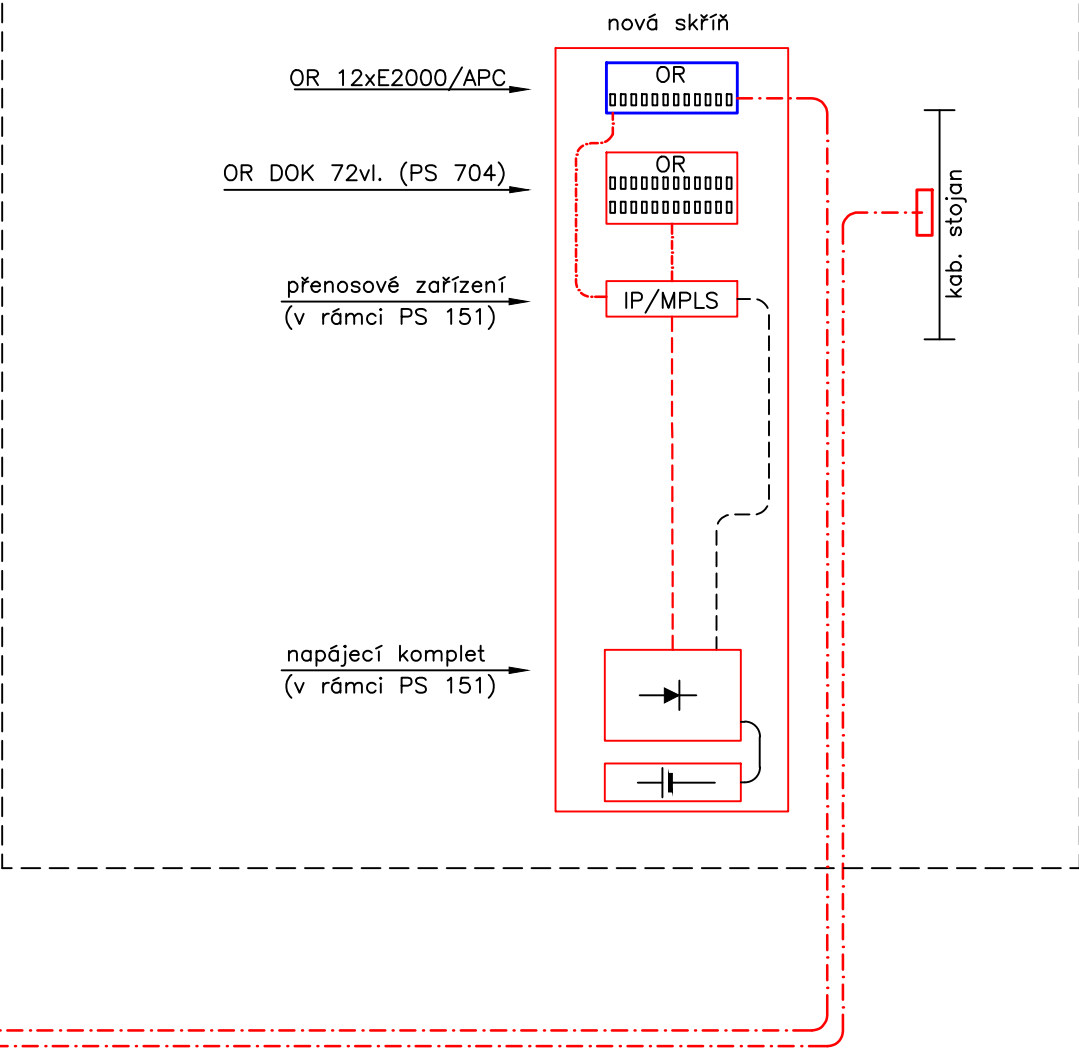 nová skříň
OR 12xE2000/APC
OR
OR DOK 72vl. (PS 704)
OR
kab. stojan
přenosové zařízení
(v rámci PS 151)
IP/MPLS
napájecí komplet
(v rámci PS 151)